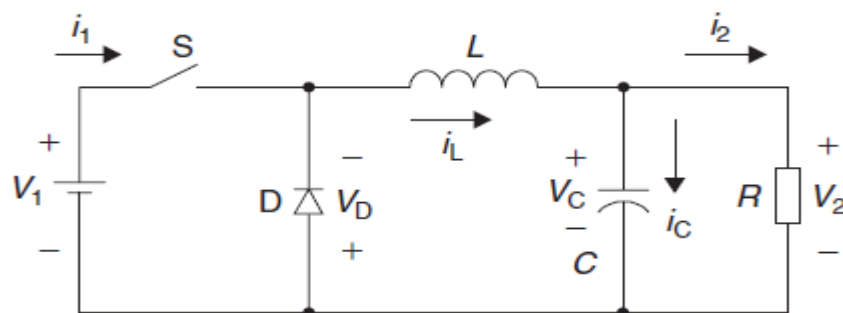 i1 S L i2
+ − iL + +
V1 D VD VC R V2
− + − iC −
C